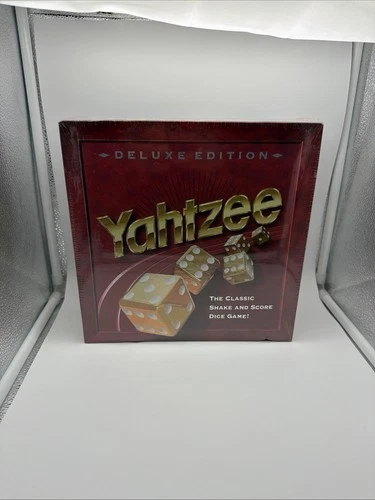 DELUXE EDITION
Yahtzee
THE CLASSIC
SHAKE AND SCORE
DICE GAME!